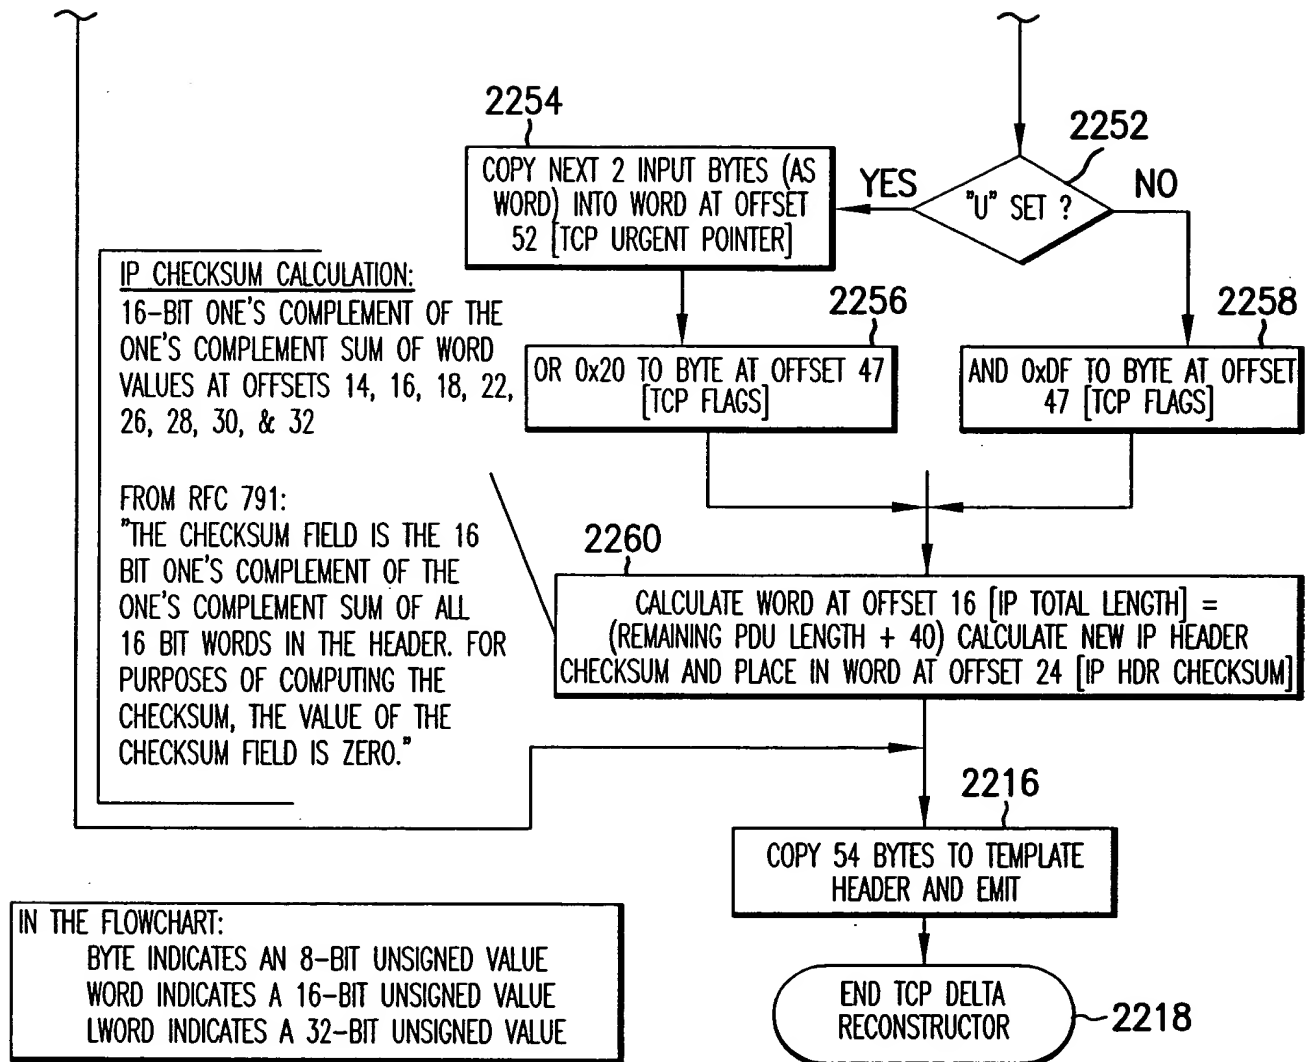 2254
COPY NEXT 2 INPUT BYTES (AS
WORD) INTO WORD AT OFFSET
52 [TCP URGENT POINTER]
YES
2252
"U" SET ?
NO
IP CHECKSUM CALCULATION:
16-BIT ONE'S COMPLEMENT OF THE
ONE'S COMPLEMENT SUM OF WORD
VALUES AT OFFSETS 14, 16, 18, 22,
26, 28, 30, & 32
FROM RFC 791:
"THE CHECKSUM FIELD IS THE 16
BIT ONE'S COMPLEMENT OF THE
ONE'S COMPLEMENT SUM OF ALL
16 BIT WORDS IN THE HEADER. FOR
PURPOSES OF COMPUTING THE
CHECKSUM, THE VALUE OF THE
CHECKSUM FIELD IS ZERO."
2256
OR 0x20 TO BYTE AT OFFSET 47
[TCP FLAGS]
2258
AND 0xDF TO BYTE AT OFFSET
47 [TCP FLAGS]
2260
CALCULATE WORD AT OFFSET 16 [IP TOTAL LENGTH] =
(REMAINING PDU LENGTH + 40) CALCULATE NEW IP HEADER
CHECKSUM AND PLACE IN WORD AT OFFSET 24 [IP HDR CHECKSUM]
2216
COPY 54 BYTES TO TEMPLATE
HEADER AND EMIT
END TCP DELTA
RECONSTRUCTOR
2218
IN THE FLOWCHART:
BYTE INDICATES AN 8-BIT UNSIGNED VALUE
WORD INDICATES A 16-BIT UNSIGNED VALUE
LWORD INDICATES A 32-BIT UNSIGNED VALUE